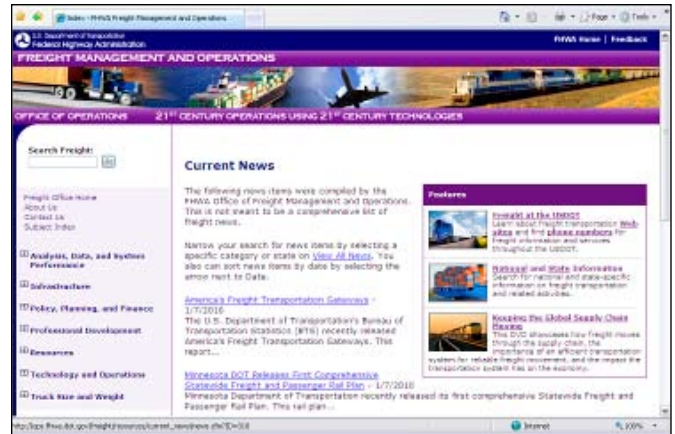 Index - FHWA Freight Management and Operations
Page
Tools
U.S. Department of Transportation
Federal Highway Administration
FHWA Home | Feedback
FREIGHT MANAGEMENT AND OPERATIONS
OFFICE OF OPERATIONS 21ST CENTURY OPERATIONS USING 21ST CENTURY TECHNOLOGIES
Search Freight:
Go
Freight Office Home
About Us
Contact Us
Subject Index
Analysis, Data, and System
Performance
Infrastructure
Policy, Planning, and Finance
Professional Development
Resources
Technology and Operations
Truck Size and Weight
Current News
The following news items were compiled by the
FHWA Office of Freight Management and Operations.
This is not meant to be a comprehensive list of
freight news.
Narrow your search for news items by selecting a
specific category or state on View All News. You
also can sort news items by date by selecting the
arrow next to Date.
America's Freight Transportation Gateways -
1/7/2010
The U.S. Department of Transportation's Bureau of
Transportation Statistics (BTS) recently released
America's Freight Transportation Gateways. This
report...
Minnesota DOT Releases First Comprehensive
Statewide Freight and Passenger Rail Plan - 1/7/2010
Minnesota Department of Transportation recently released its first comprehensive Statewide Freight and
Passenger Rail Plan. This rail plan...
Features
Freight at the USDOT
Learn about freight transportation Web
sites and find phone numbers for
freight information and services
throughout the USDOT.
National and State Information
Search for national and state-specific
information on freight transportation
and related activities.
Keeping the Global Supply Chain
Moving
This DVD showcases how freight moves
through the supply chain, the
importance of an efficient transportation
system for reliable freight movement, and the impact the
transportation system has on the economy.
Internet
100%